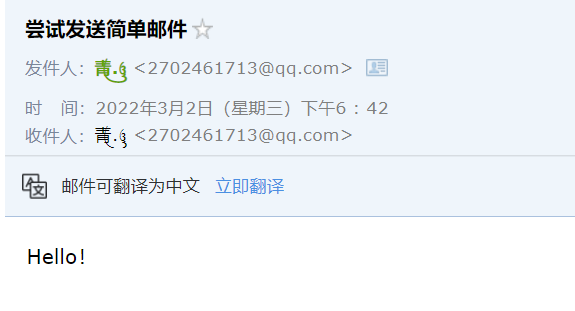 尝试发送简单邮件
发件人：菁.ღ <2702461713@qq.com>
时 间：2022年3月2日（星期三）下午6：42
收件人：菁.ღ <2702461713@qq.com>
邮件可翻译为中文 立即翻译
Hello!